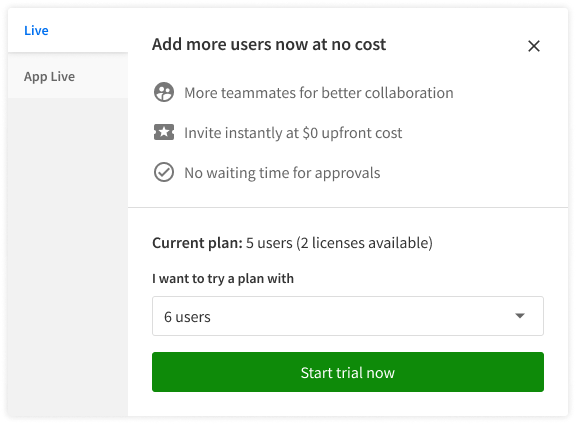 Live
App Live
Add more users now at no cost
More teammates for better collaboration
Invite instantly at $0 upfront cost
No waiting time for approvals
Current plan: 5 users (2 licenses available)
I want to try a plan with
6 users
Start trial now